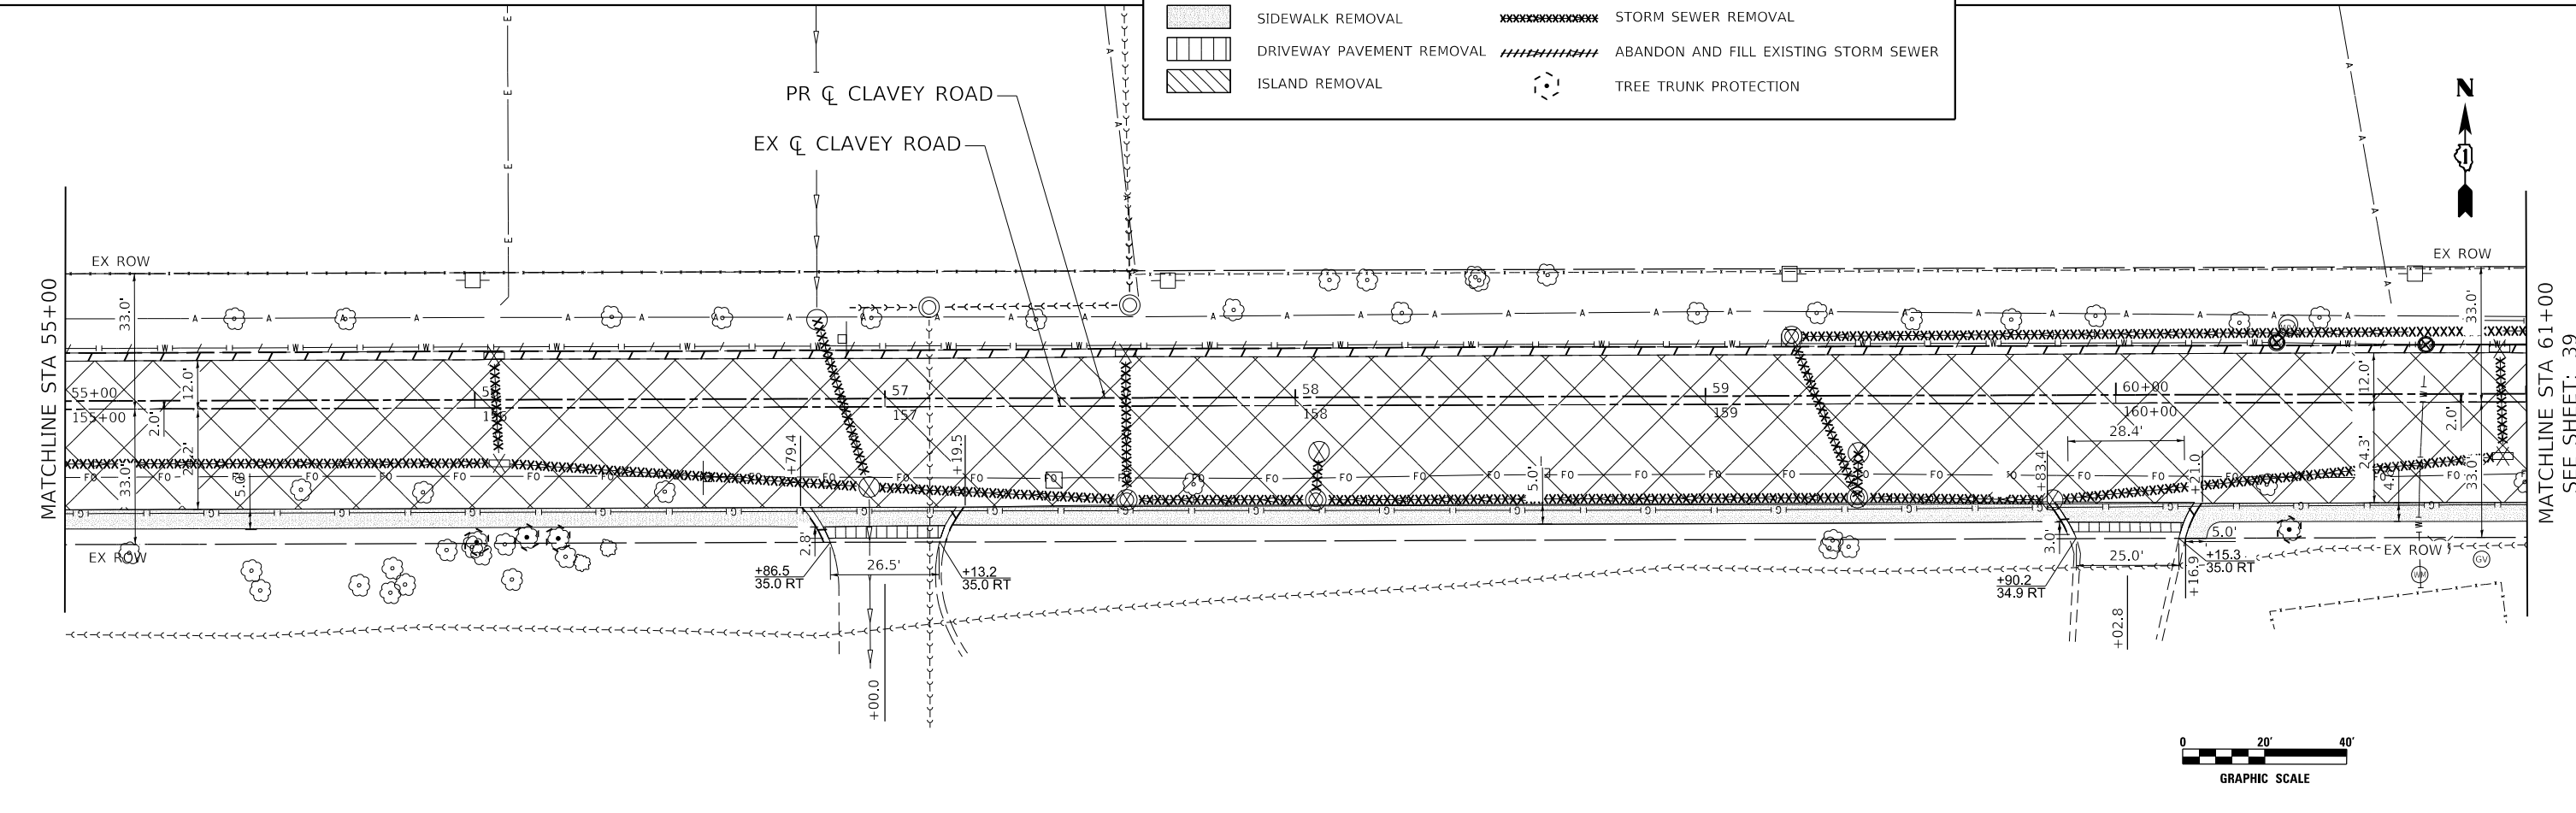 SIDEWALK REMOVAL
STORM SEWER REMOVAL
DRIVEWAY PAVEMENT REMOVAL
ABANDON AND FILL EXISTING STORM SEWER
ISLAND REMOVAL
TREE TRUNK PROTECTION
PR ℄ CLAVEY ROAD
EX ℄ CLAVEY ROAD
N
1
EX ROW
EX ROW
MATCHLINE STA 55+00
MATCHLINE STA 61+00
SEE SHEET: 39
33.0'
33.0'
12.0'
12.0'
55+00
57
58
59
60+00
155+00
157
158
159
160+00
2.0'
2.0'
28.4'
+79.4
+19.5
+83.4
+21.0
24.3'
33.0'
33.0'
5.0'
2.8'
3.0'
26.5'
25.0'
5.0'
+86.5
35.0 RT
+13.2
35.0 RT
+90.2
34.9 RT
+15.3
35.0 RT
+16.9
EX ROW
EX ROW
GV
WM
+00.0
+02.8
0 20' 40'
GRAPHIC SCALE